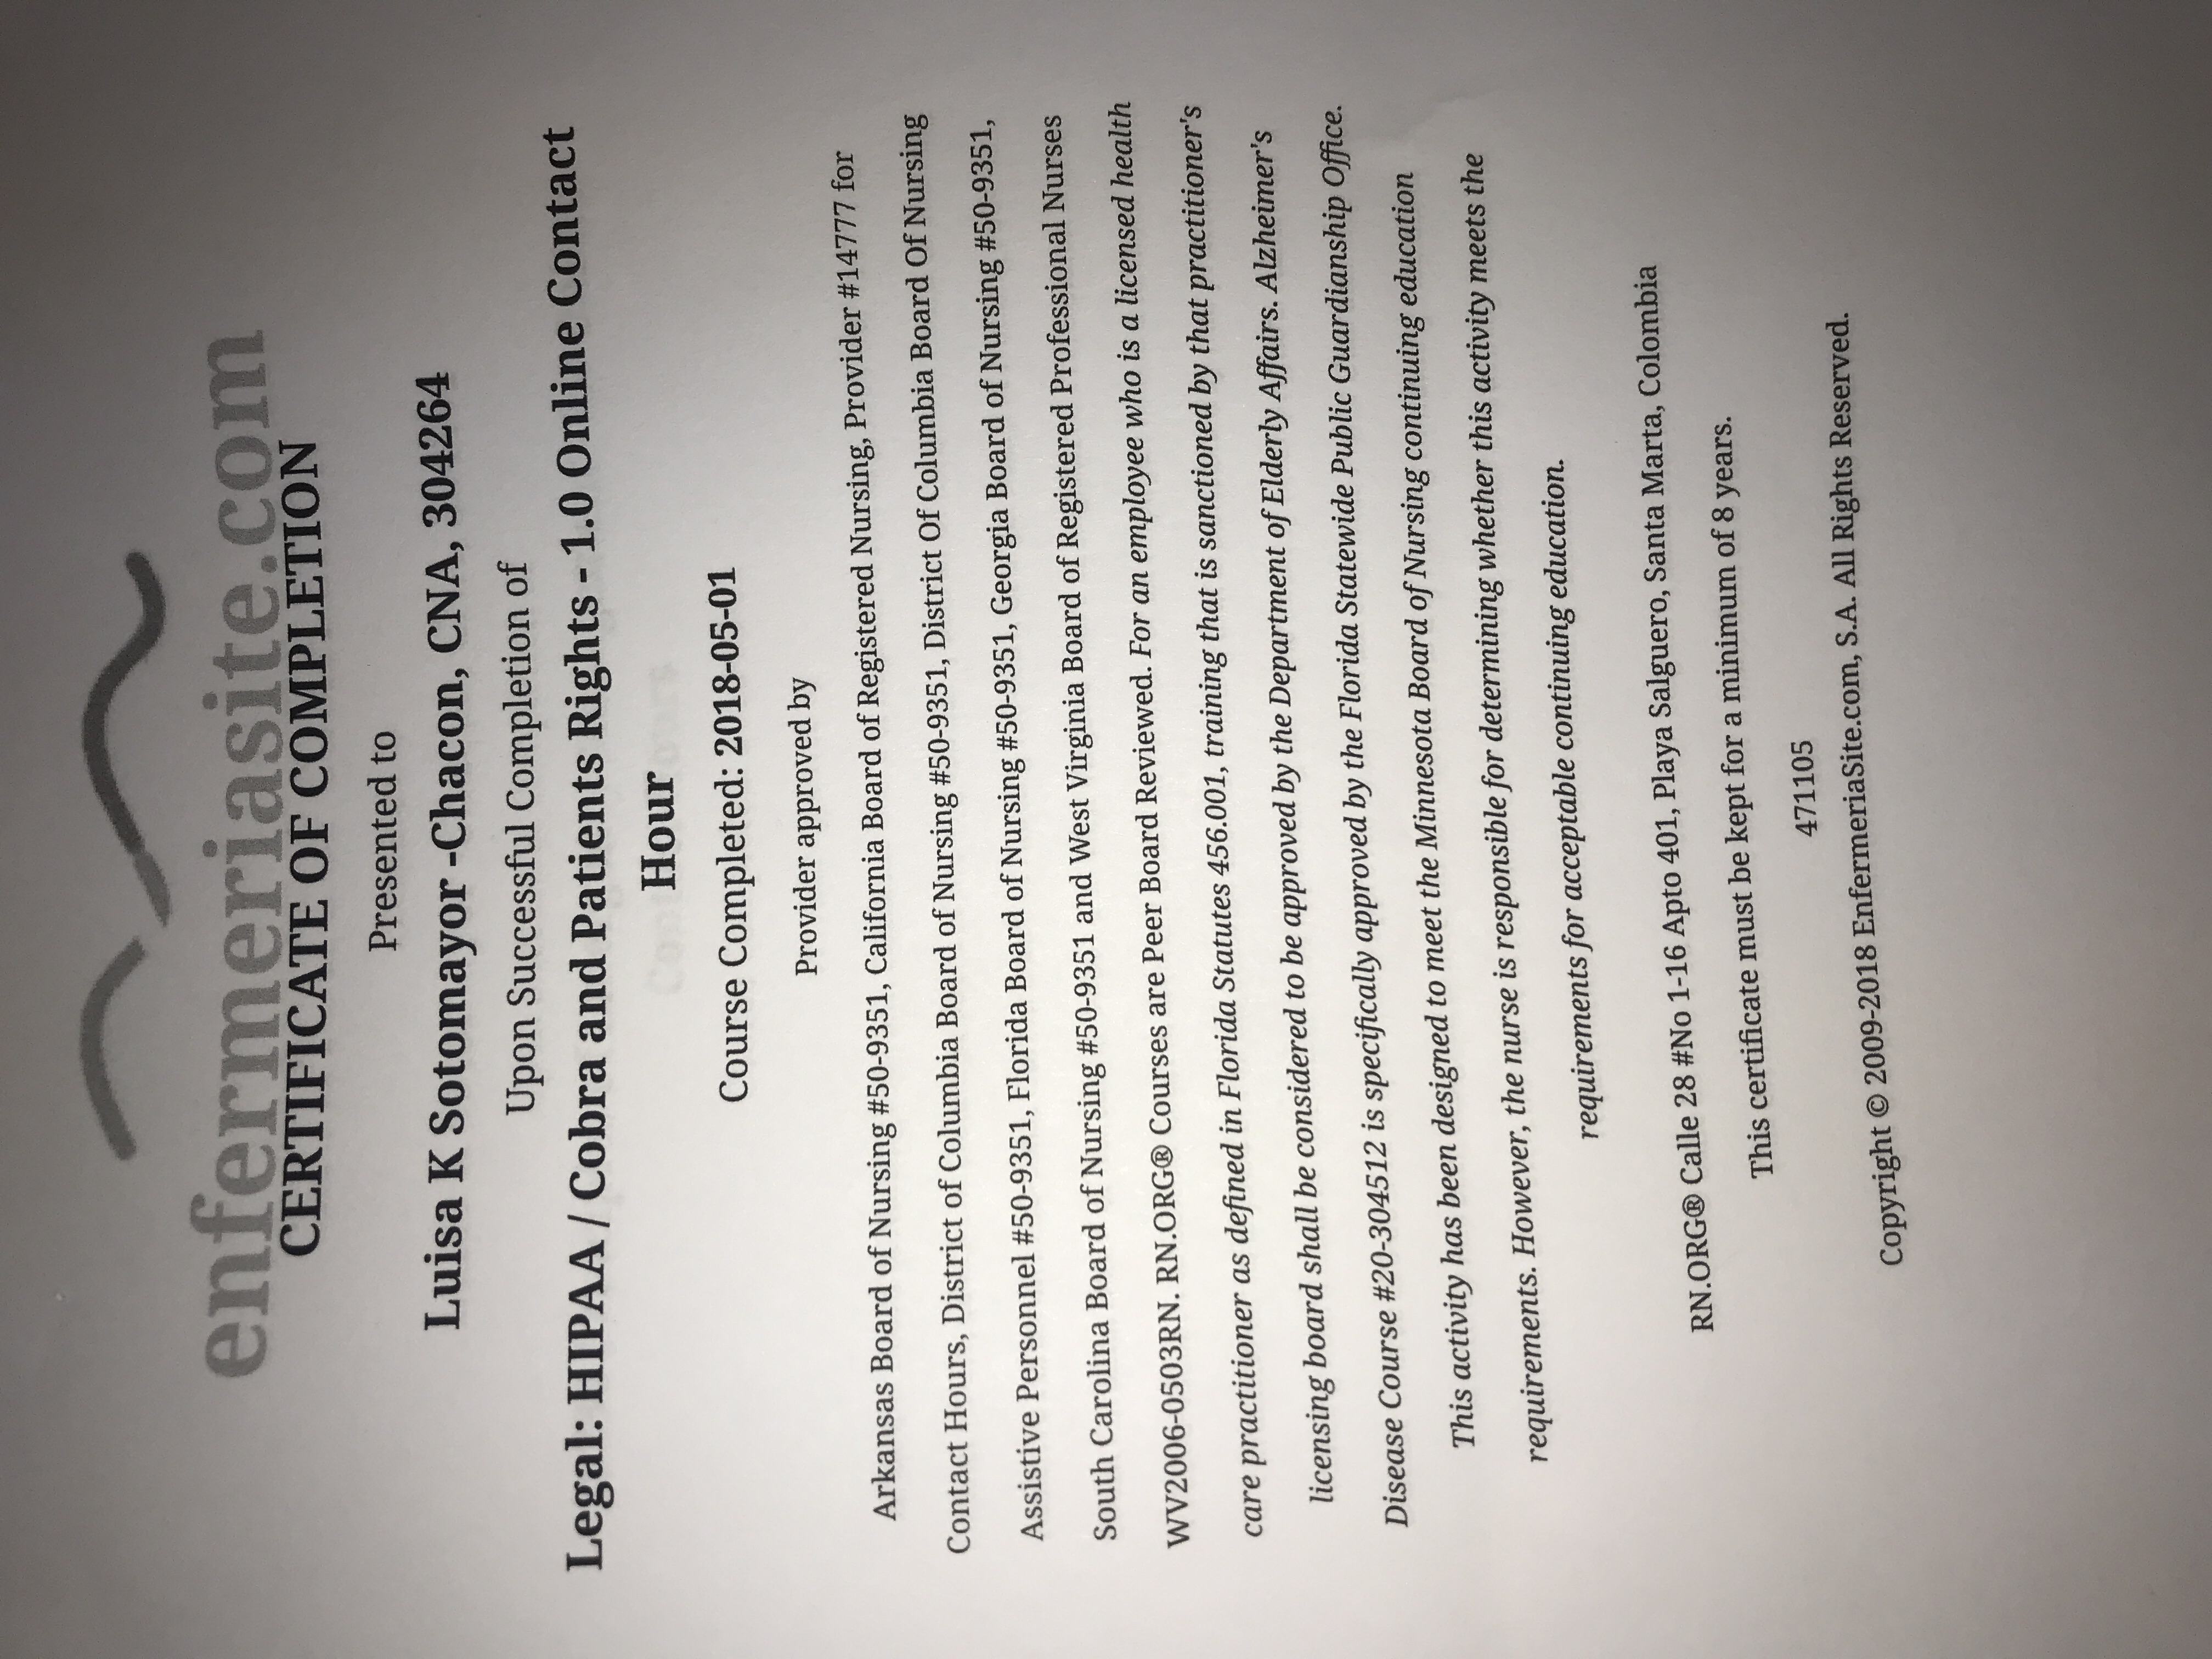 enfermeriasite.com
CERTIFICATE OF COMPLETION
Presented to
Luisa K Sotomayor -Chacon, CNA, 304264
Upon Successful Completion of
Legal: HIPAA / Cobra and Patients Rights - 1.0 Online Contact
Hour
Course Completed: 2018-05-01
Provider approved by
Arkansas Board of Nursing #50-9351, California Board of Registered Nursing, Provider #14777 for
Contact Hours, District of Columbia Board of Nursing #50-9351, District Of Columbia Board Of Nursing
Assistive Personnel #50-9351, Florida Board of Nursing #50-9351, Georgia Board of Nursing #50-9351,
South Carolina Board of Nursing #50-9351 and West Virginia Board of Registered Professional Nurses
WV2006-0503RN. RN.ORG® Courses are Peer Board Reviewed. For an employee who is a licensed health
care practitioner as defined in Florida Statutes 456.001, training that is sanctioned by that practitioner's
licensing board shall be considered to be approved by the Department of Elderly Affairs. Alzheimer's
Disease Course #20-304512 is specifically approved by the Florida Statewide Public Guardianship Office.
This activity has been designed to meet the Minnesota Board of Nursing continuing education
requirements. However, the nurse is responsible for determining whether this activity meets the
requirements for acceptable continuing education.
RN.ORG® Calle 28 #No 1-16 Apto 401, Playa Salguero, Santa Marta, Colombia
This certificate must be kept for a minimum of 8 years.
471105
Copyright © 2009-2018 EnfermeriaSite.com, S.A. All Rights Reserved.